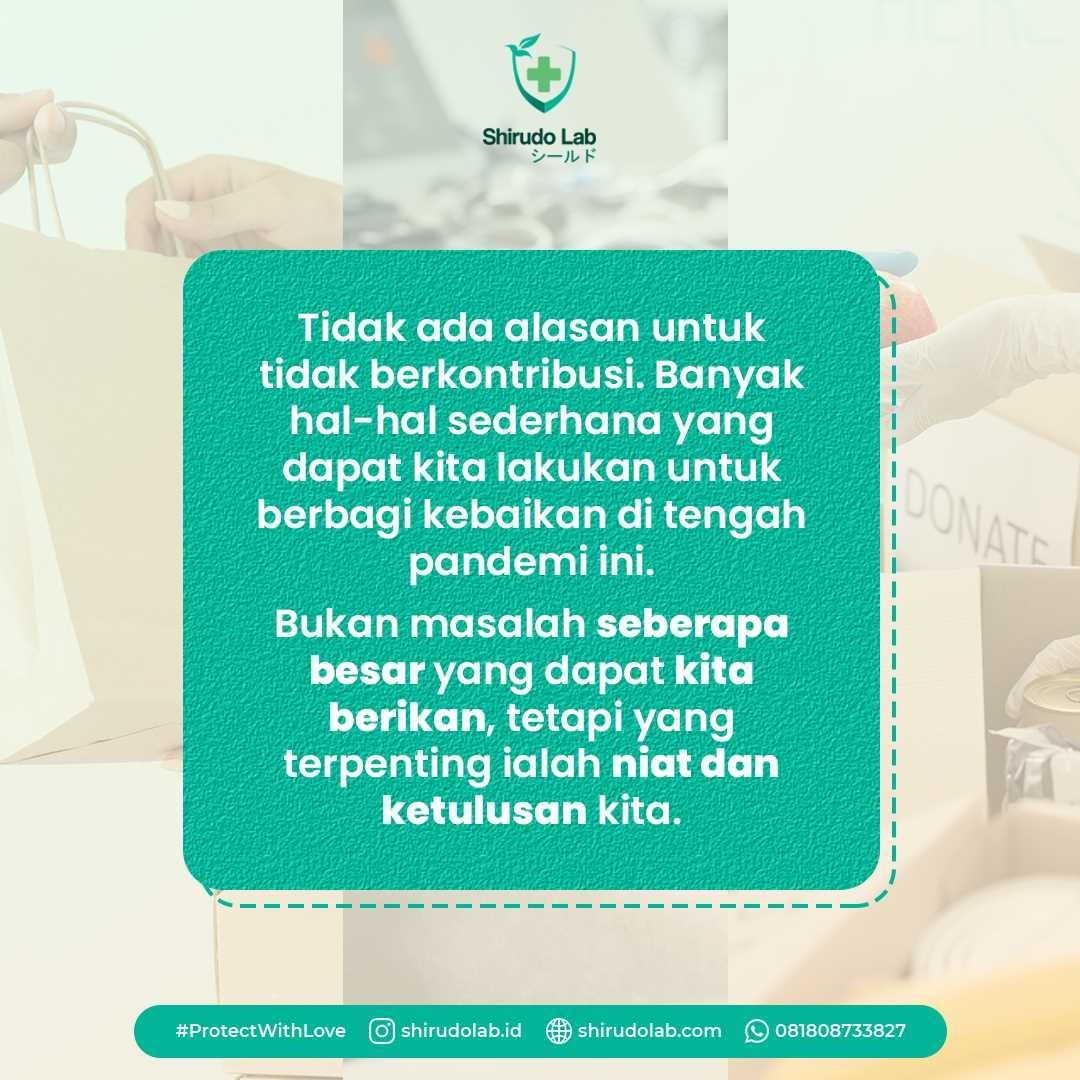 Shirudo Lab
シールド
Tidak ada alasan untuk
tidak berkontribusi. Banyak
hal-hal sederhana yang
dapat kita lakukan untuk
berbagi kebaikan di tengah
pandemi ini.
Bukan masalah seberapa
besar yang dapat kita
berikan, tetapi yang
terpenting ialah niat dan
ketulusan kita.
DONATE
#ProtectWithLove shirudolab.id shirudolab.com 081808733827